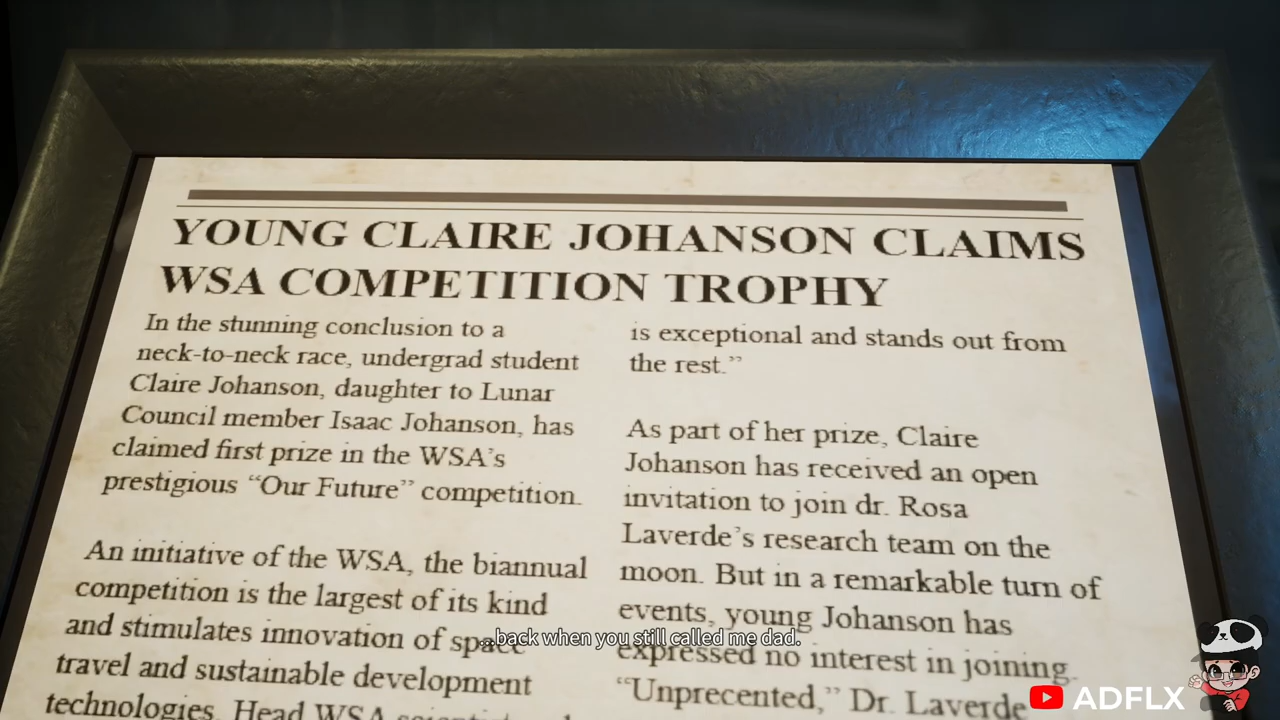 YOUNG CLAIRE JOHANSON CLAIMS
WSA COMPETITION TROPHY
In the stunning conclusion to a
neck-to-neck race, undergrad student
Claire Johanson, daughter to Lunar
Council member Isaac Johanson, has
claimed first prize in the WSA's
prestigious “Our Future” competition.
An initiative of the WSA, the biannual
competition is the largest of its kind
and stimulates innovation of space
travel and sustainable development
technologies. Head WSA
is exceptional and stands out from
the rest.”
As part of her prize, Claire
Johanson has received an open
invitation to join dr. Rosa
Laverde's research team on the
moon. But in a remarkable turn of
events, young Johanson has
expressed no interest in joining.
“Unprecented,” Dr. Laverde
...back when you still called me dad.
ADFLX